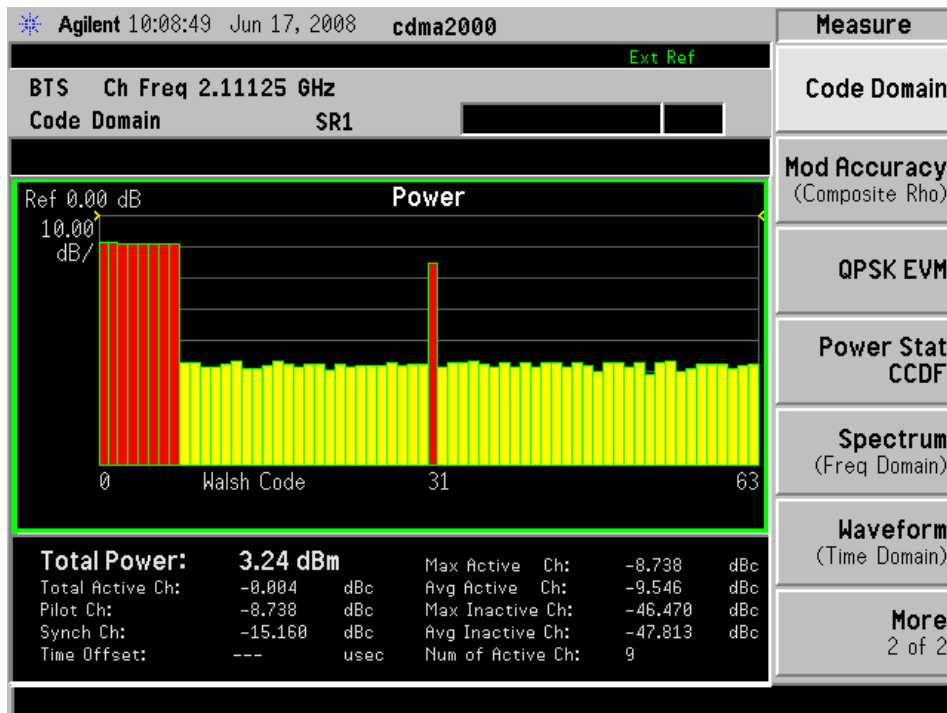 Agilent 10:08:49 Jun 17, 2008 cdma2000
Measure
Ext Ref
BTS Ch Freq 2.11125 GHz
Code Domain SR1
Code Domain
Mod Accuracy
(Composite Rho)
QPSK EVM
Power Stat
CCDF
Spectrum
(Freq Domain)
Waveform
(Time Domain)
More
2 of 2
Ref 0.00 dB Power
10.00
dB/
0 Walsh Code 31 63
Total Power: 3.24 dBm
Total Active Ch: -0.004 dBc
Pilot Ch: -8.738 dBc
Synch Ch: -15.160 dBc
Time Offset: --- usec
Max Active Ch: -8.738 dBc
Avg Active Ch: -9.546 dBc
Max Inactive Ch: -46.470 dBc
Avg Inactive Ch: -47.813 dBc
Num of Active Ch: 9